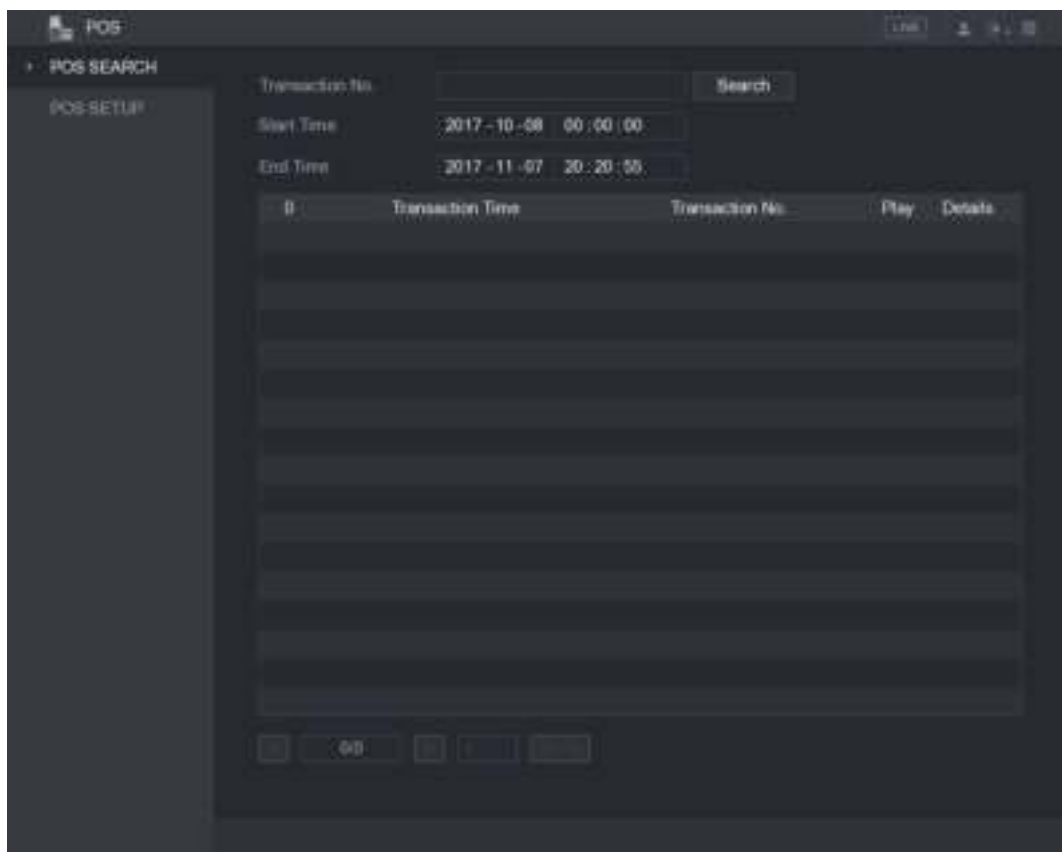 POS
LIVE
POS SEARCH
POS SETUP
Transaction No.
Search
Start Time
2017 - 10 - 08 00 : 00 : 00
End Time
2017 - 11 - 07 20 : 20 : 55
0 Transaction Time Transaction No. Play Details
0/0